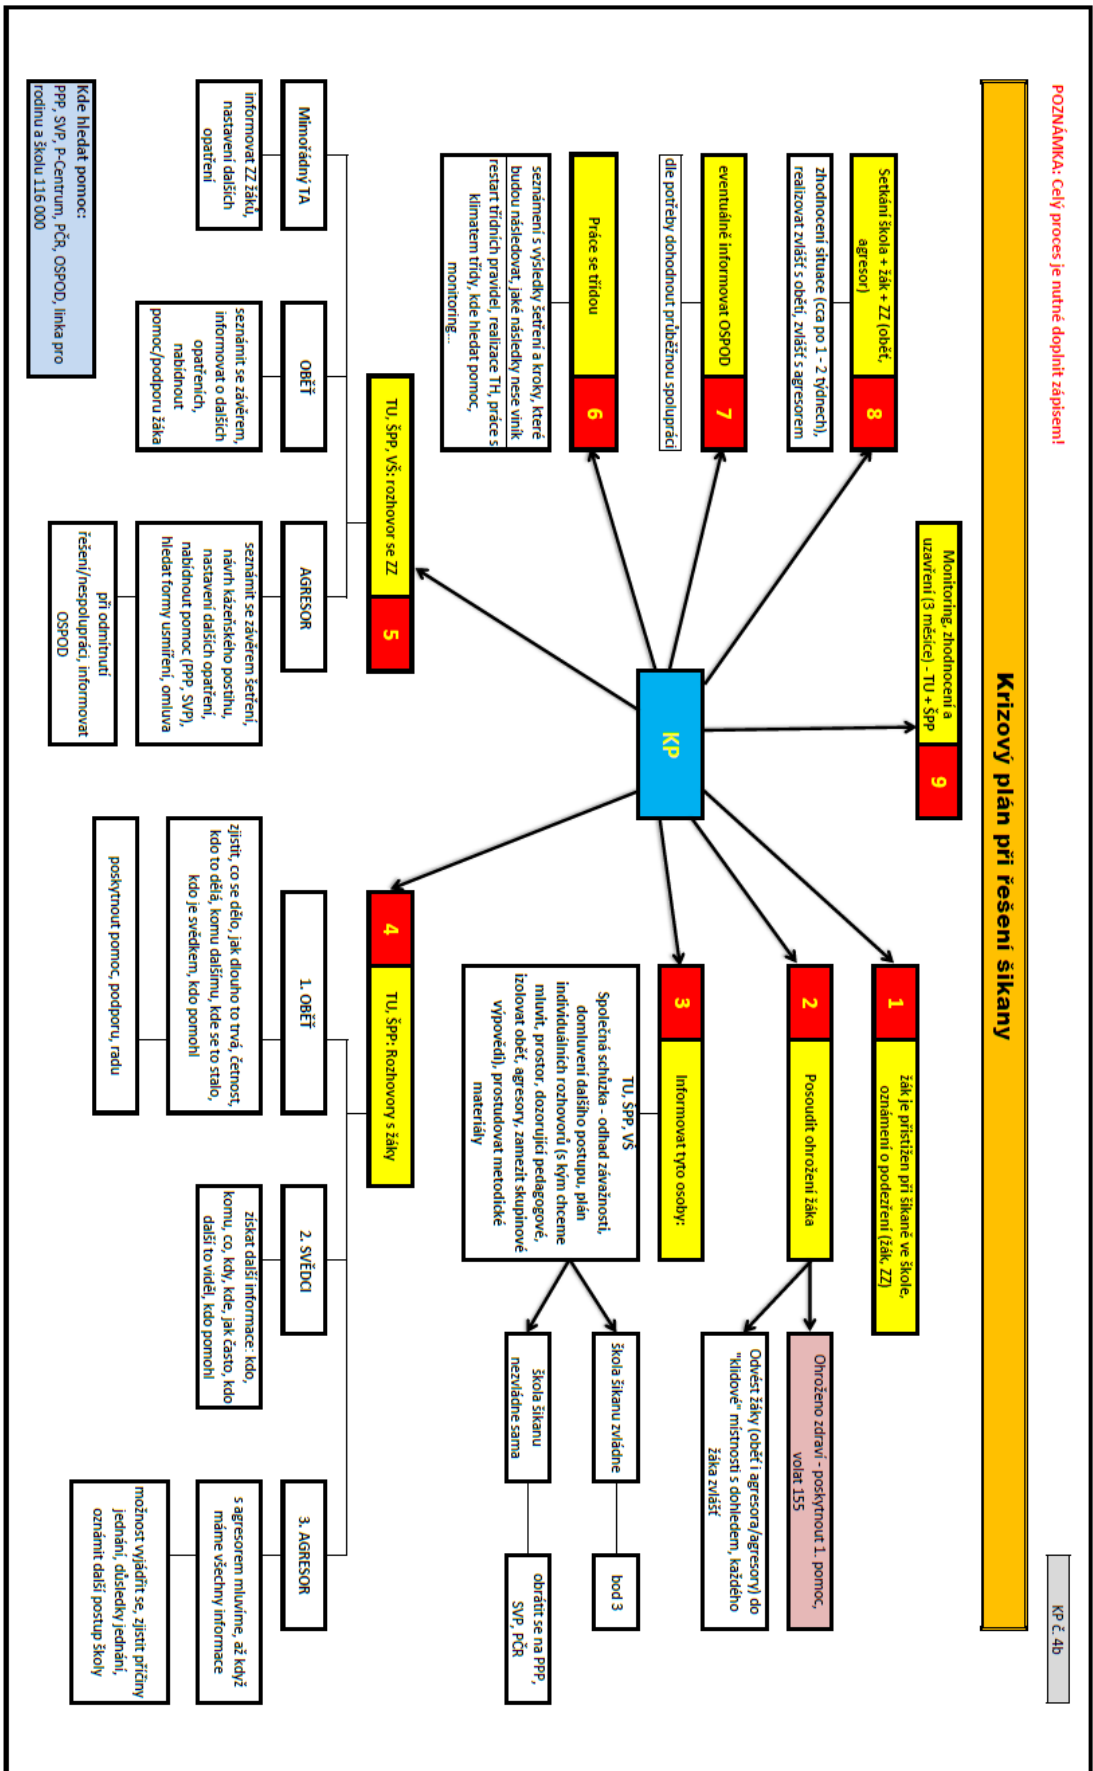 POZNÁMKA: Celý proces je nutné doplnit zápisem!
KP č. 4b
Krizový plán při řešení šikany
Monitoring, zhodnocení a
uzavření (3 měsíce) - TU + ŠPP
9
Setkání škola + žák + ZZ (oběť,
agresor)
8
zhodnocení situace (cca po 1 - 2 týdnech),
realizovat zvlášť s obětí, zvlášť s agresorem
eventuálně informovat OSPOD
7
dle potřeby dohodnout průběžnou spolupráci
Práce se třídou
6
seznámení s výsledky šetření a kroky, které
budou následovat, jaké následky nese viník
restart třídních pravidel, realizace TH, práce s
klimatem třídy, kde hledat pomoc,
monitoring...
KP
1
žák je přistižen při šikaně ve škole,
oznámení o podezření (žák, ZZ)
2
Posoudit ohrožení žáka
Ohroženo zdraví - poskytnout 1. pomoc,
volat 155
Odvést žáky (oběť i agresora/agresory) do
"klidové" místnosti s dohledem, každého
žáka zvlášť
3
Informovat tyto osoby:
TU, ŠPP, VŠ
Společná schůzka - odhad závažnosti,
domluvení dalšího postupu, plán
individuálních rozhovorů (s kým chceme
mluvit, prostor, dozorující pedagogové,
izolovat oběť, agresory, zamezit skupinové
výpovědi), prostudovat metodické
materiály
škola šikanu zvládne
bod 3
škola šikanu
nezvládne sama
obrátit se na PPP,
SVP, PČR
TU, ŠPP, VŠ: rozhovor se ZZ
5
Mimořádný TA
informovat ZZ žáků,
nastavení dalších
opatření
OBĚŤ
seznámit se závěrem,
informovat o dalších
opatřeních,
nabídnout
pomoc/podporu žáka
AGRESOR
seznámit se závěrem šetření,
návrh kázeňského postihu,
nastavení dalších opatření,
nabídnout pomoc (PPP, SVP),
hledat formy usmíření, omluva
při odmítnutí
řešení/nespolupráci, informovat
OSPOD
4
TU, ŠPP: Rozhovory s žáky
1. OBĚŤ
zjistit, co se dělo, jak dlouho to trvá, četnost,
kdo to dělá, komu dalšímu, kde se to stalo,
kdo je svědkem, kdo pomohl
poskytnout pomoc, podporu, radu
2. SVĚDCI
získat další informace: kdo,
komu, co, kdy, kde, jak často, kdo
další to viděl, kdo pomohl
3. AGRESOR
s agresorem mluvíme, až když
máme všechny informace
možnost vyjádřit se, zjistit příčiny
jednání, důsledky jednání,
oznámit další postup školy
Kde hledat pomoc:
PPP, SVP, P-Centrum, PČR, OSPOD, linka pro
rodinu a školu 116 000